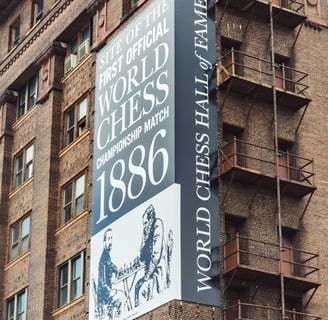 SITE OF THE
FIRST OFFICIAL
WORLD
CHESS
CHAMPIONSHIP MATCH
1886
WORLD CHESS HALL of FAME